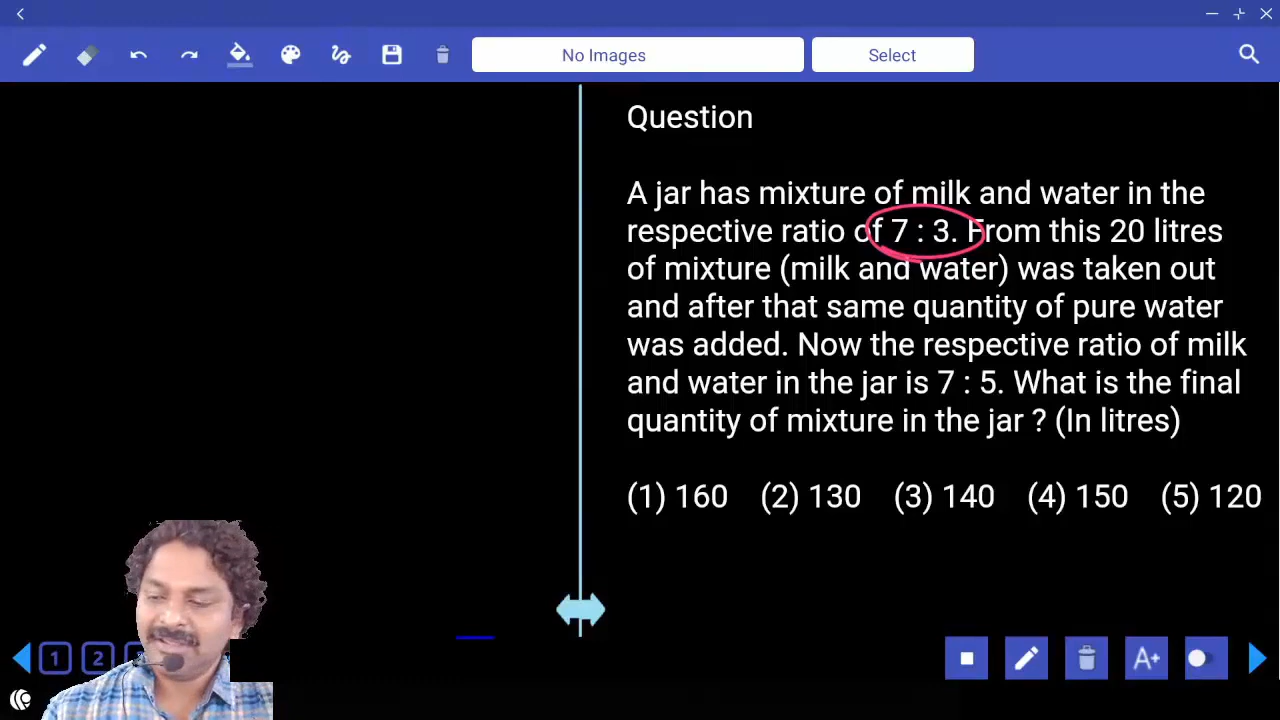 No Images
Select
Question
A jar has mixture of milk and water in the
respective ratio of 7 : 3. From this 20 litres
of mixture (milk and water) was taken out
and after that same quantity of pure water
was added. Now the respective ratio of milk
and water in the jar is 7 : 5. What is the final
quantity of mixture in the jar ? (In litres)
(1) 160 (2) 130 (3) 140 (4) 150 (5) 120
1 2
A+